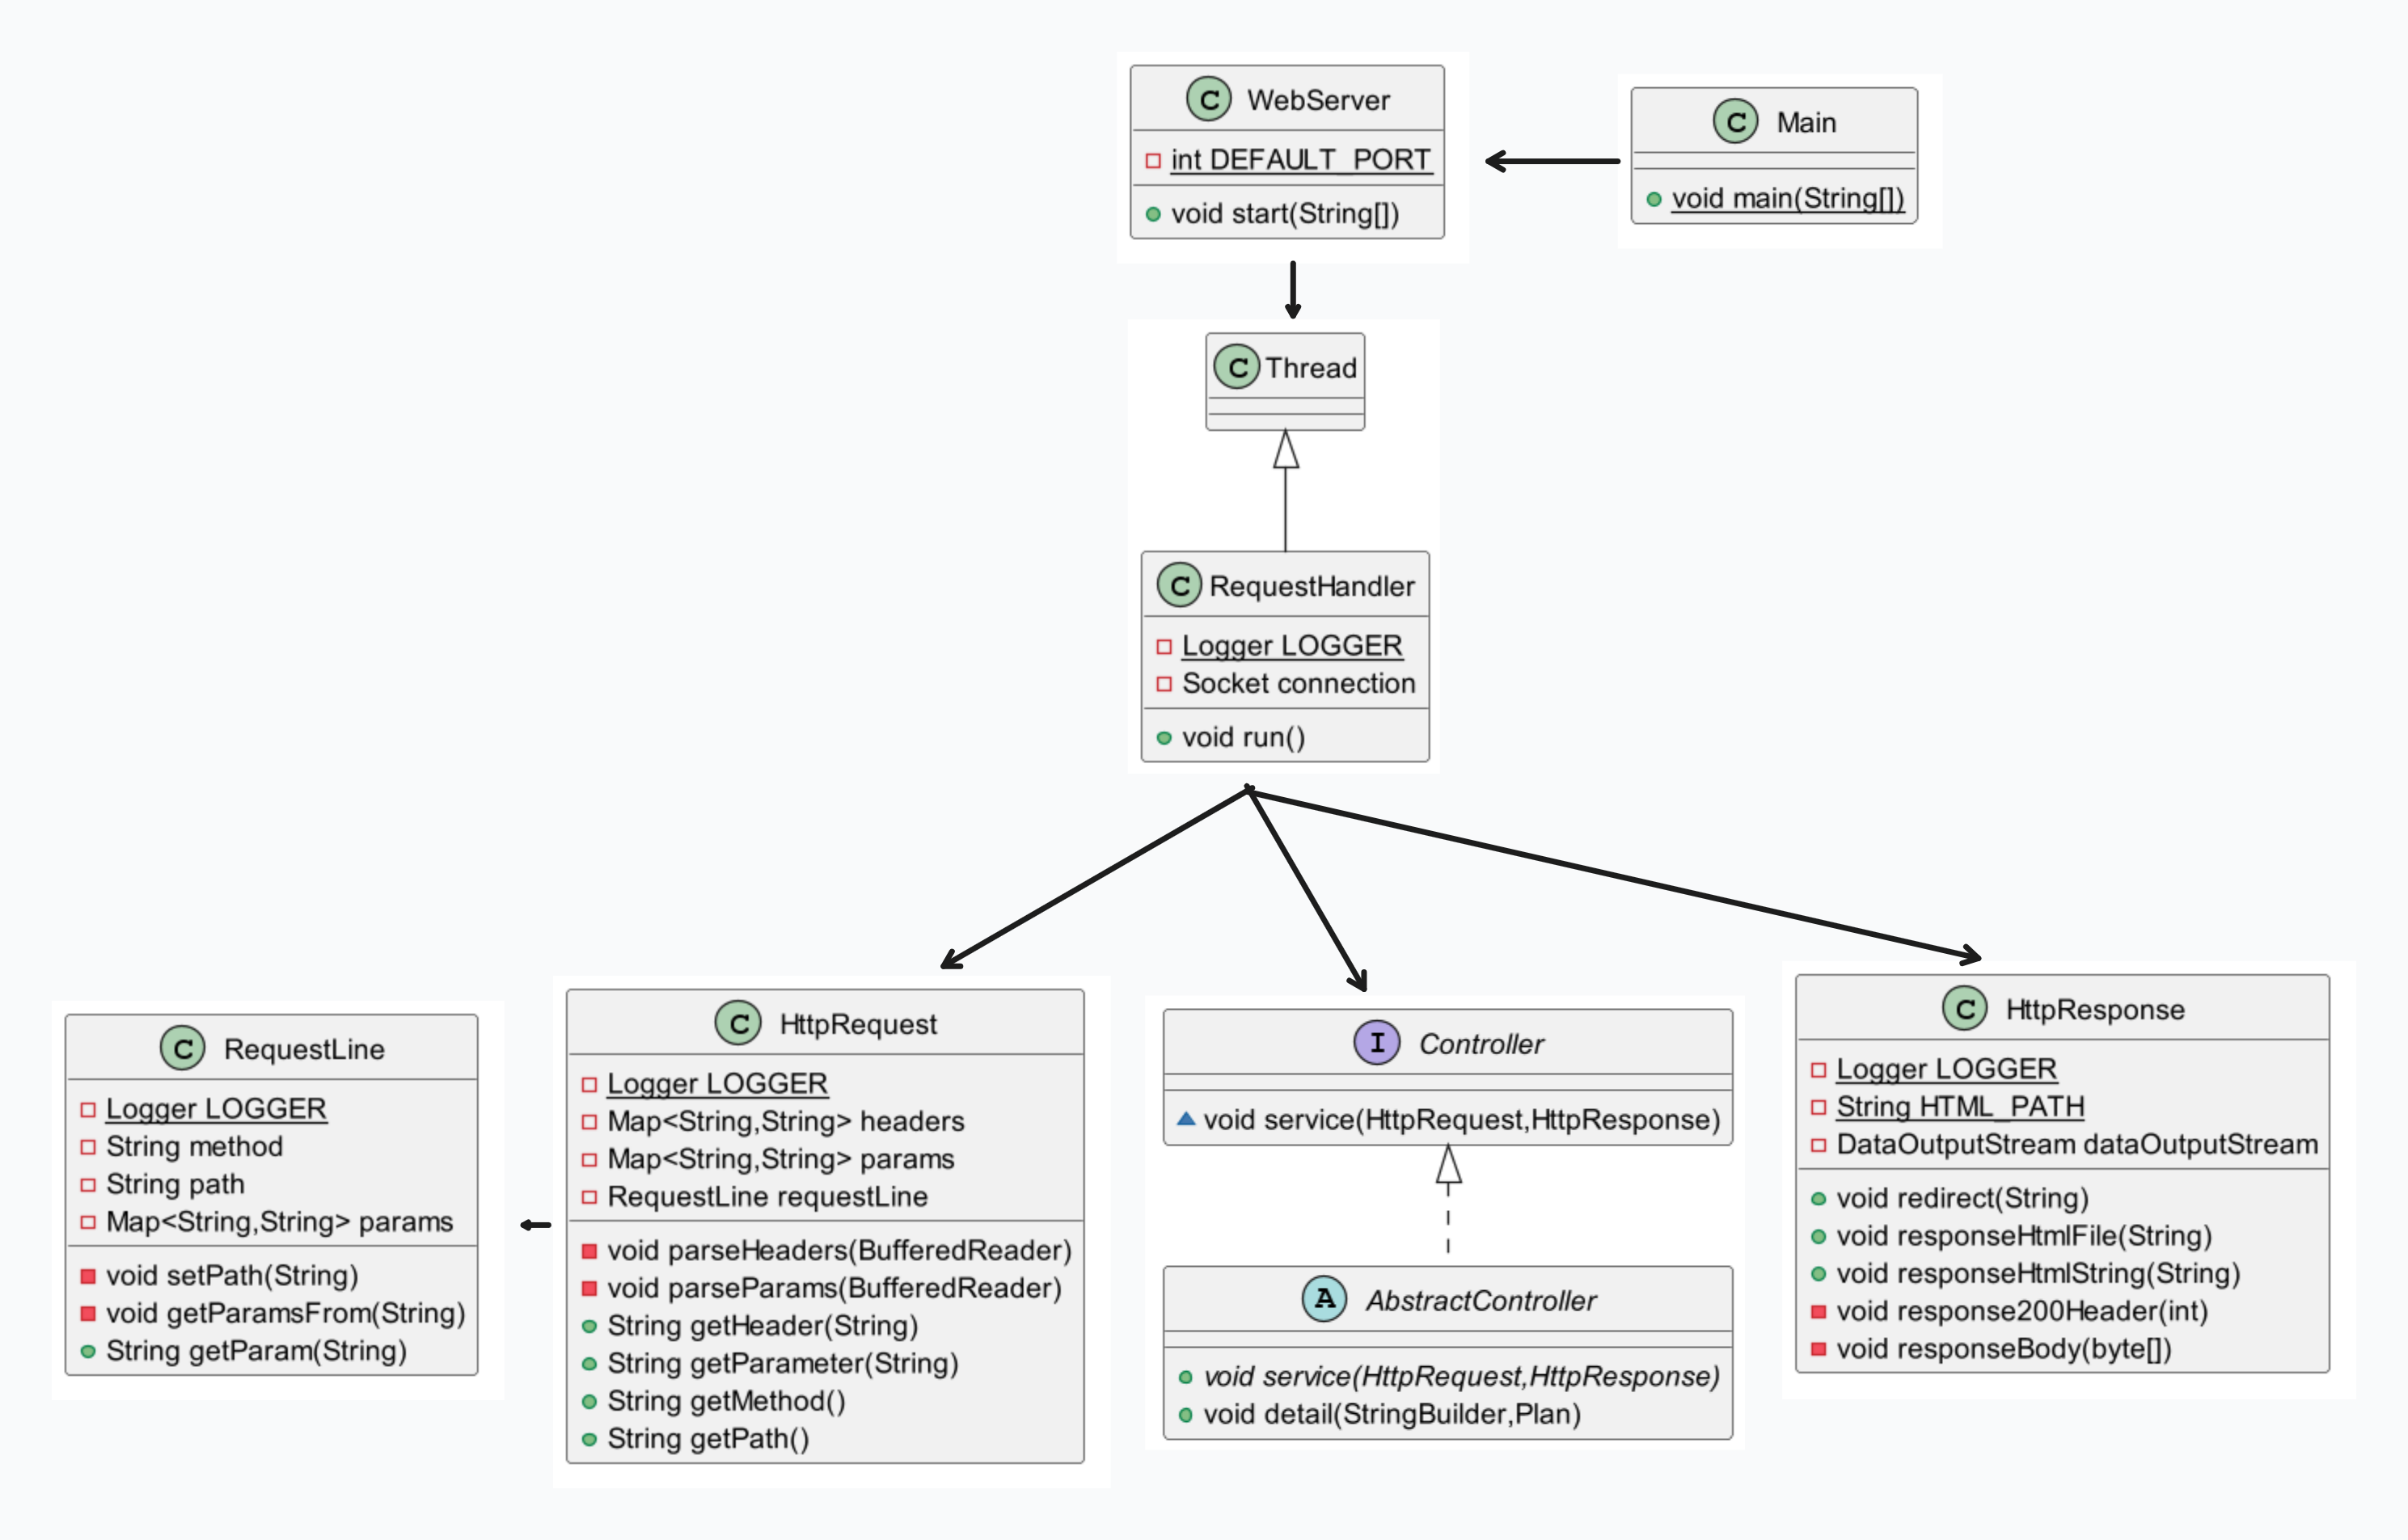 C WebServer
int DEFAULT_PORT
void start(String[])
C Main
void main(String[])
C Thread
C RequestHandler
Logger LOGGER
Socket connection
void run()
C RequestLine
Logger LOGGER
String method
String path
Map<String,String> params
void setPath(String)
void getParamsFrom(String)
String getParam(String)
C HttpRequest
Logger LOGGER
Map<String,String> headers
Map<String,String> params
RequestLine requestLine
void parseHeaders(BufferedReader)
void parseParams(BufferedReader)
String getHeader(String)
String getParameter(String)
String getMethod()
String getPath()
I Controller
void service(HttpRequest,HttpResponse)
A AbstractController
void service(HttpRequest,HttpResponse)
void detail(StringBuilder,Plan)
C HttpResponse
Logger LOGGER
String HTML_PATH
DataOutputStream dataOutputStream
void redirect(String)
void responseHtmlFile(String)
void responseHtmlString(String)
void response200Header(int)
void responseBody(byte[])